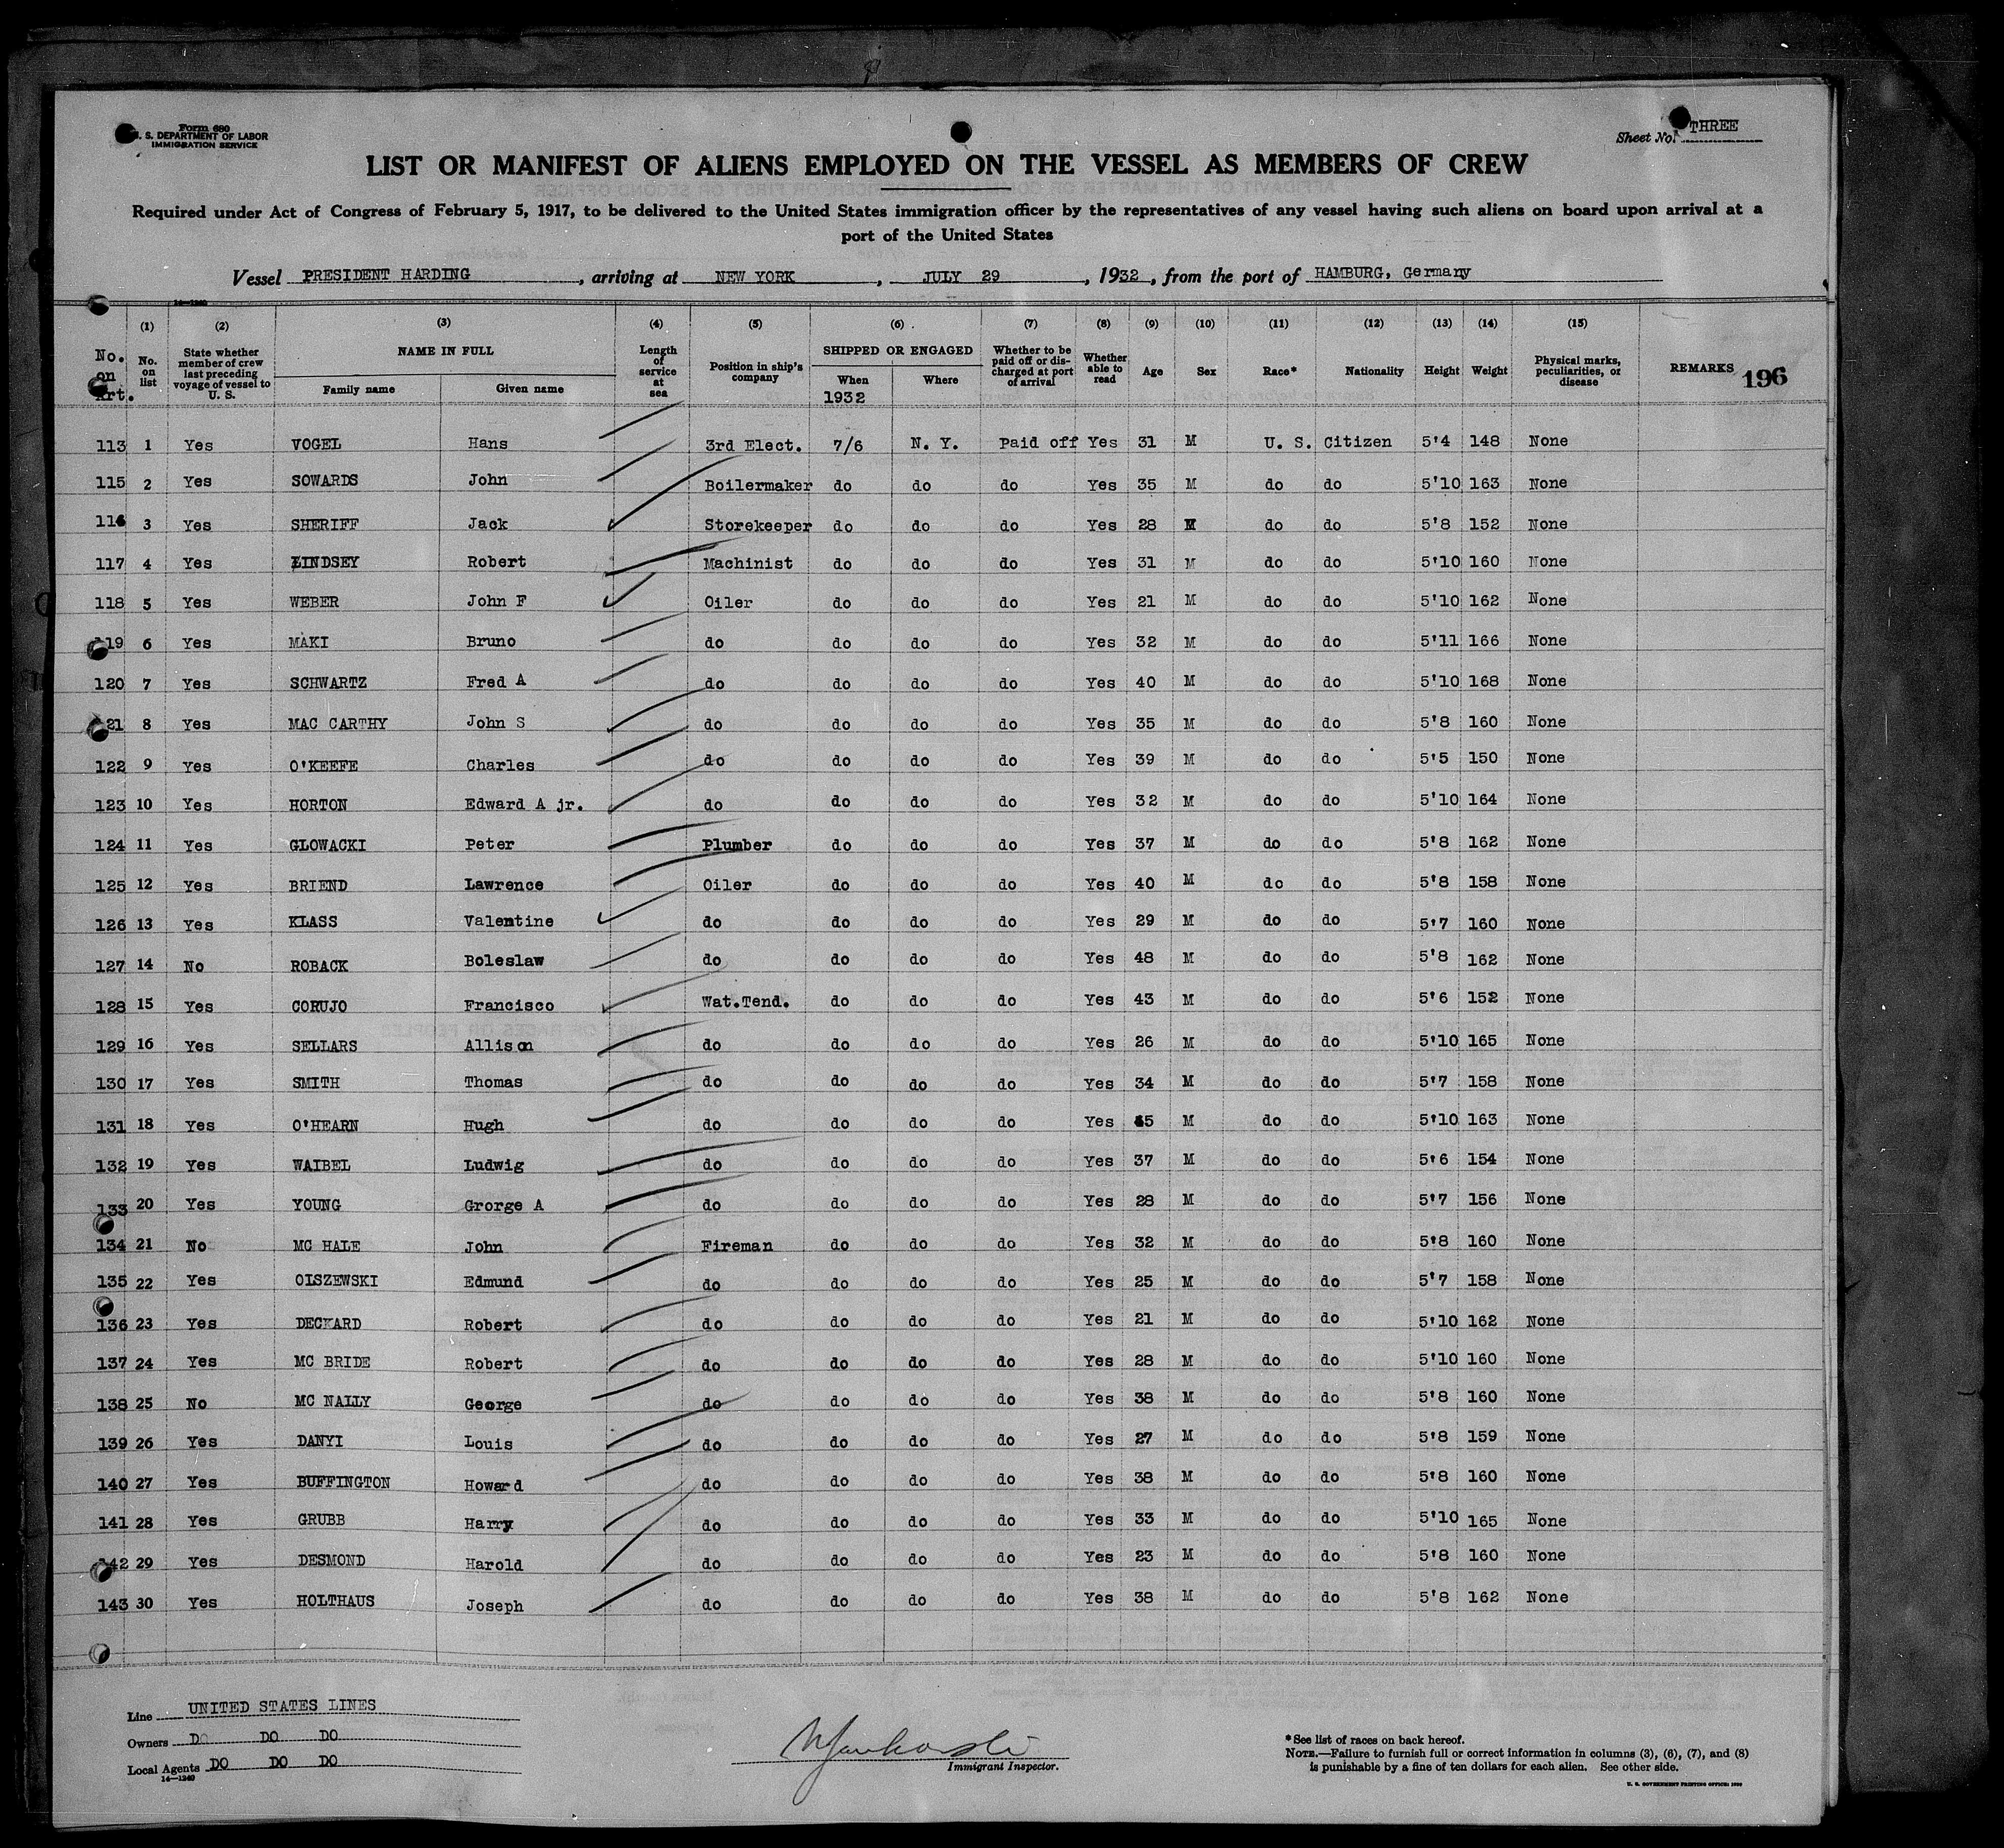 Form 680
U. S. DEPARTMENT OF LABOR
IMMIGRATION SERVICE
Sheet No. THREE
LIST OR MANIFEST OF ALIENS EMPLOYED ON THE VESSEL AS MEMBERS OF CREW
Required under Act of Congress of February 5, 1917, to be delivered to the United States immigration officer by the representatives of any vessel having such aliens on board upon arrival at a
port of the United States
Vessel PRESIDENT HARDING, arriving at NEW YORK, JULY 29, 1932, from the port of HAMBURG, Germany
14—1240
(1) (2) (3) (4) (5) (6) (7) (8) (9) (10) (11) (12) (13) (14) (15)
No. on Art. No. on list State whether member of crew last preceding voyage of vessel to U. S. NAME IN FULL Family name Given name Length of service at sea Position in ship's company SHIPPED OR ENGAGED When 1932 Where Whether to be paid off or discharged at port of arrival Whether able to read Age Sex Race* Nationality Height Weight Physical marks, peculiarities, or disease REMARKS 196
113 1 Yes VOGEL Hans 3rd Elect. 7/6 N. Y. Paid off Yes 31 M U. S. Citizen 5'4 148 None
115 2 Yes SOWARDS John Boilermaker do do do Yes 35 M do do 5'10 163 None
116 3 Yes SHERIFF Jack Storekeeper do do do Yes 28 M do do 5'8 152 None
117 4 Yes LINDSEY Robert Machinist do do do Yes 31 M do do 5'10 160 None
118 5 Yes WEBER John F Oiler do do do Yes 21 M do do 5'10 162 None
119 6 Yes MAKI Bruno do do do do Yes 32 M do do 5'11 166 None
120 7 Yes SCHWARTZ Fred A do do do do Yes 40 M do do 5'10 168 None
121 8 Yes MAC CARTHY John S do do do do Yes 35 M do do 5'8 160 None
122 9 Yes O'KEEFE Charles do do do do Yes 39 M do do 5'5 150 None
123 10 Yes HORTON Edward A jr. do do do do Yes 32 M do do 5'10 164 None
124 11 Yes GLOWACKI Peter Plumber do do do Yes 37 M do do 5'8 162 None
125 12 Yes BRIEND Lawrence Oiler do do do Yes 40 M do do 5'8 158 None
126 13 Yes KLASS Valentine do do do do Yes 29 M do do 5'7 160 None
127 14 No ROBACK Boleslaw do do do do Yes 48 M do do 5'8 162 None
128 15 Yes CORUJO Francisco Wat.Tend. do do do Yes 43 M do do 5'6 152 None
129 16 Yes SELLARS Allison do do do do Yes 26 M do do 5'10 165 None
130 17 Yes SMITH Thomas do do do do Yes 34 M do do 5'7 158 None
131 18 Yes O'HEARN Hugh do do do do Yes 45 M do do 5'10 163 None
132 19 Yes WAIBEL Ludwig do do do do Yes 37 M do do 5'6 154 None
133 20 Yes YOUNG Grorge A do do do do Yes 28 M do do 5'7 156 None
134 21 No MC HALE John Fireman do do do Yes 32 M do do 5'8 160 None
135 22 Yes OLSZEWSKI Edmund do do do do Yes 25 M do do 5'7 158 None
136 23 Yes DECKARD Robert do do do do Yes 21 M do do 5'10 162 None
137 24 Yes MC BRIDE Robert do do do do Yes 28 M do do 5'10 160 None
138 25 No MC NALLY George do do do do Yes 38 M do do 5'8 160 None
139 26 Yes DANYI Louis do do do do Yes 27 M do do 5'8 159 None
140 27 Yes BUFFINGTON Howard do do do do Yes 38 M do do 5'8 160 None
141 28 Yes GRUBB Harry do do do do Yes 33 M do do 5'10 165 None
142 29 Yes DESMOND Harold do do do do Yes 23 M do do 5'8 160 None
143 30 Yes HOLTHAUS Joseph do do do do Yes 38 M do do 5'8 162 None
Line UNITED STATES LINES
Owners DO DO DO
Local Agents DO DO DO
14—1240
Immigrant Inspector.
*See list of races on back hereof.
NOTE.—Failure to furnish full or correct information in columns (3), (6), (7), and (8)
is punishable by a fine of ten dollars for each alien. See other side.